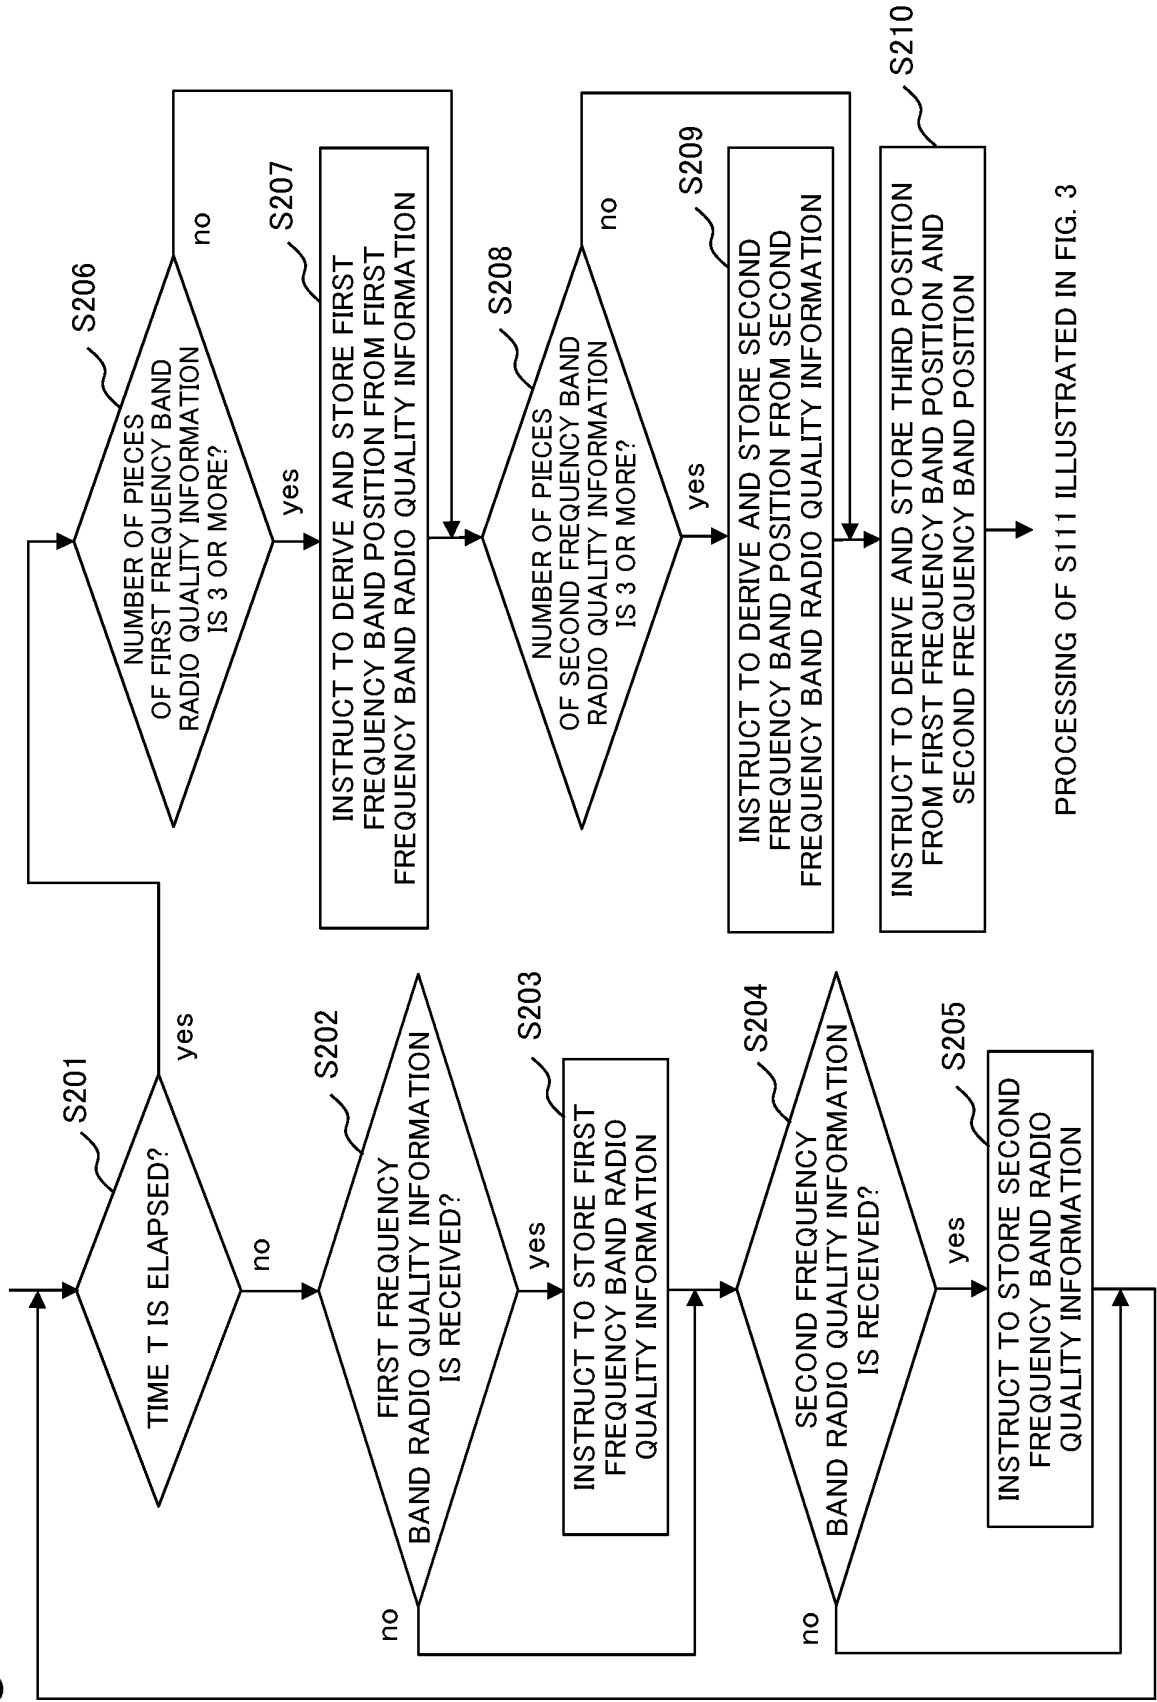 S201
TIME T IS ELAPSED?
yes
no
S202
FIRST FREQUENCY
BAND RADIO QUALITY INFORMATION
IS RECEIVED?
no
yes
S203
INSTRUCT TO STORE FIRST
FREQUENCY BAND RADIO
QUALITY INFORMATION
S204
SECOND FREQUENCY
BAND RADIO QUALITY INFORMATION
IS RECEIVED?
no
yes
S205
INSTRUCT TO STORE SECOND
FREQUENCY BAND RADIO
QUALITY INFORMATION
S206
NUMBER OF PIECES
OF FIRST FREQUENCY BAND
RADIO QUALITY INFORMATION
IS 3 OR MORE?
no
yes
S207
INSTRUCT TO DERIVE AND STORE FIRST
FREQUENCY BAND POSITION FROM FIRST
FREQUENCY BAND RADIO QUALITY INFORMATION
S208
NUMBER OF PIECES
OF SECOND FREQUENCY BAND
RADIO QUALITY INFORMATION
IS 3 OR MORE?
no
yes
S209
INSTRUCT TO DERIVE AND STORE SECOND
FREQUENCY BAND POSITION FROM SECOND
FREQUENCY BAND RADIO QUALITY INFORMATION
S210
INSTRUCT TO DERIVE AND STORE THIRD POSITION
FROM FIRST FREQUENCY BAND POSITION AND
SECOND FREQUENCY BAND POSITION
PROCESSING OF S111 ILLUSTRATED IN FIG. 3